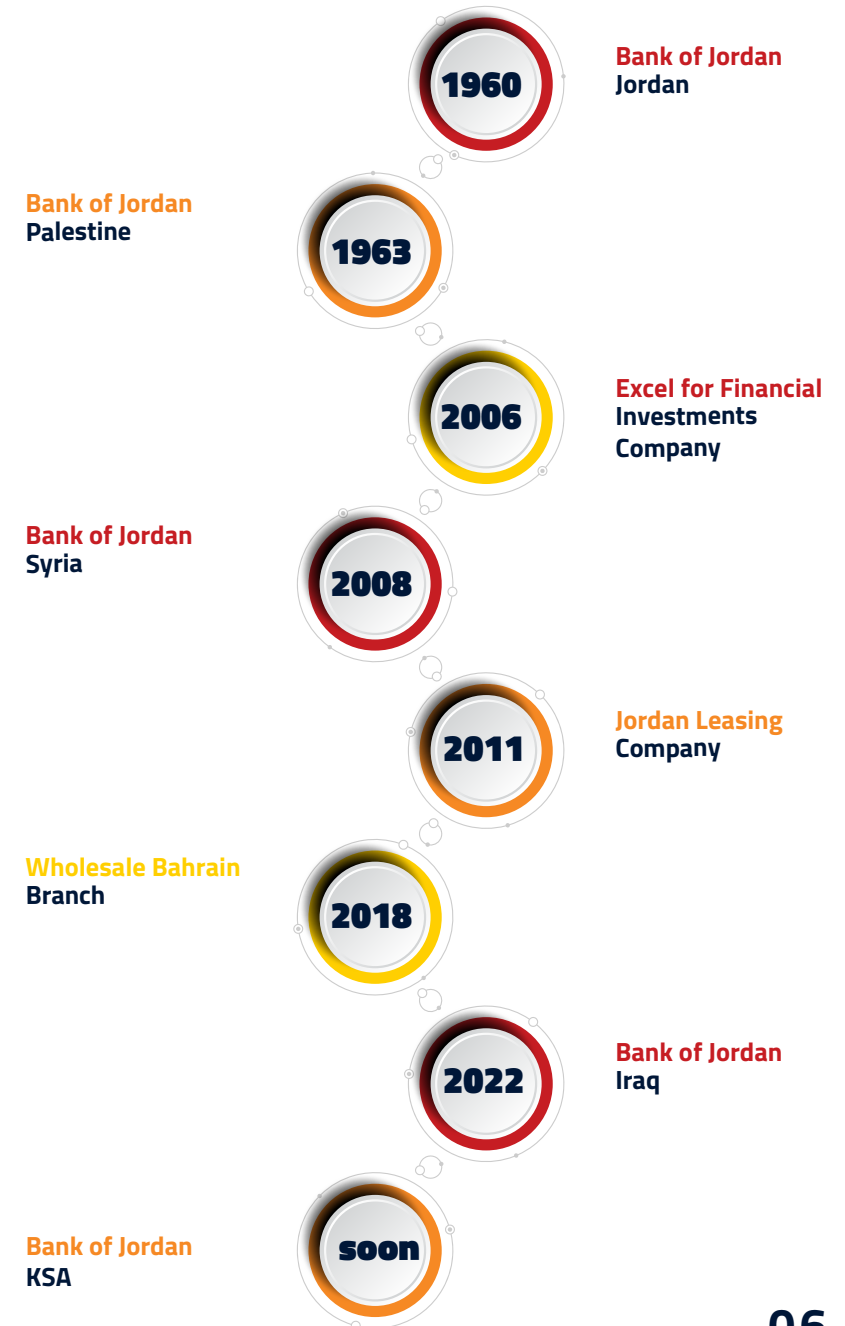 1960
Bank of Jordan
Jordan
Bank of Jordan
Palestine
1963
2006
Excel for Financial
Investments
Company
Bank of Jordan
Syria
2008
2011
Jordan Leasing
Company
Wholesale Bahrain
Branch
2018
2022
Bank of Jordan
Iraq
Bank of Jordan
KSA
soon
06